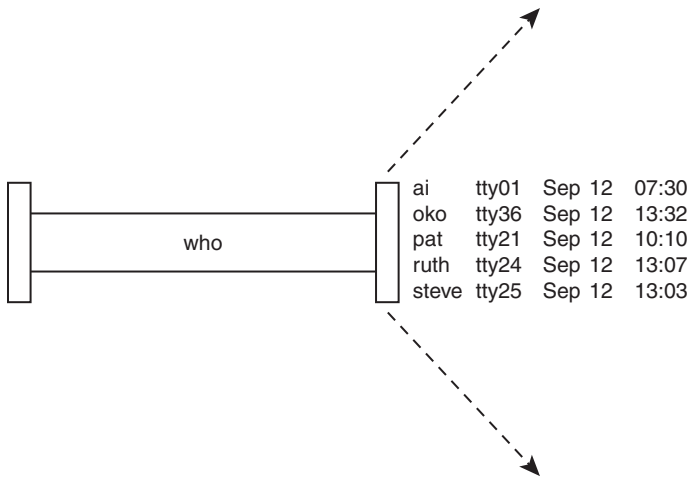 who
ai tty01 Sep 12 07:30
oko tty36 Sep 12 13:32
pat tty21 Sep 12 10:10
ruth tty24 Sep 12 13:07
steve tty25 Sep 12 13:03